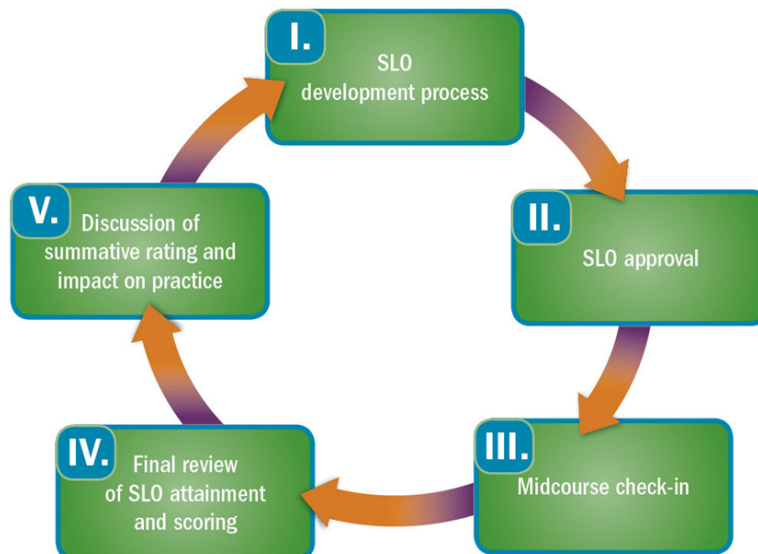 I.
SLO
development process
II.
SLO approval
III.
Midcourse check-in
IV.
Final review
of SLO attainment
and scoring
V.
Discussion of
summative rating and
impact on practice